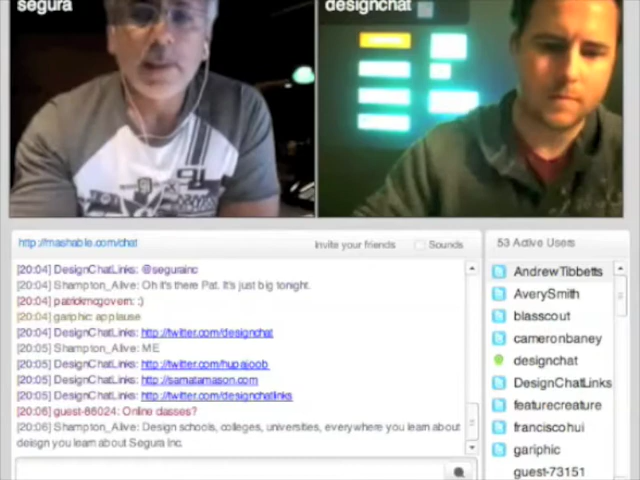 segura
designchat
http://mashable.com/chat
Invite your friends
Sounds
53 Active Users
[20:04] DesignChatLinks: @segurainc
[20:04] Shampton_Alive: Oh it's there Pat. It's just big tonight.
[20:04] patrickmcgovern: :)
[20:04] gariphic: applause
[20:04] DesignChatLinks: http://twitter.com/designchat
[20:05] Shampton_Alive: ME
[20:05] DesignChatLinks: http://twitter.com/hupajoob
[20:05] DesignChatLinks: http://samatamason.com
[20:05] DesignChatLinks: http://twitter.com/designchatlinks
[20:06] guest-86024: Online classes?
[20:06] Shampton_Alive: Design schools, colleges, universities, everywhere you learn about
deisgn you learn about Segura Inc.
AndrewTibbetts
AverySmith
blasscout
cameronbaney
designchat
DesignChatLinks
featurecreature
franciscohui
gariphic
guest-73151